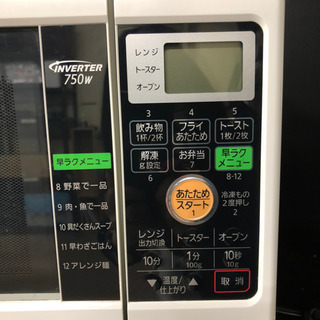 INVERTER
750W
早ラクメニュー
8 野菜で一品
9 肉・魚で一品
10 具だくさんスープ
11 早わざごはん
12 アレンジ麺
レンジ
トースター
オーブン
3 4 5
飲み物 フライ トースト
1杯/2杯 あたため 1枚/2枚
解凍 お弁当 早ラク
g設定 7 メニュー
6 8-12
あたため 冷凍もの
スタート 2度押し
1 2
レンジ トースター オーブン
出力切換
10分 1分 10秒
100g 10g
温度/ 取消
仕上がり